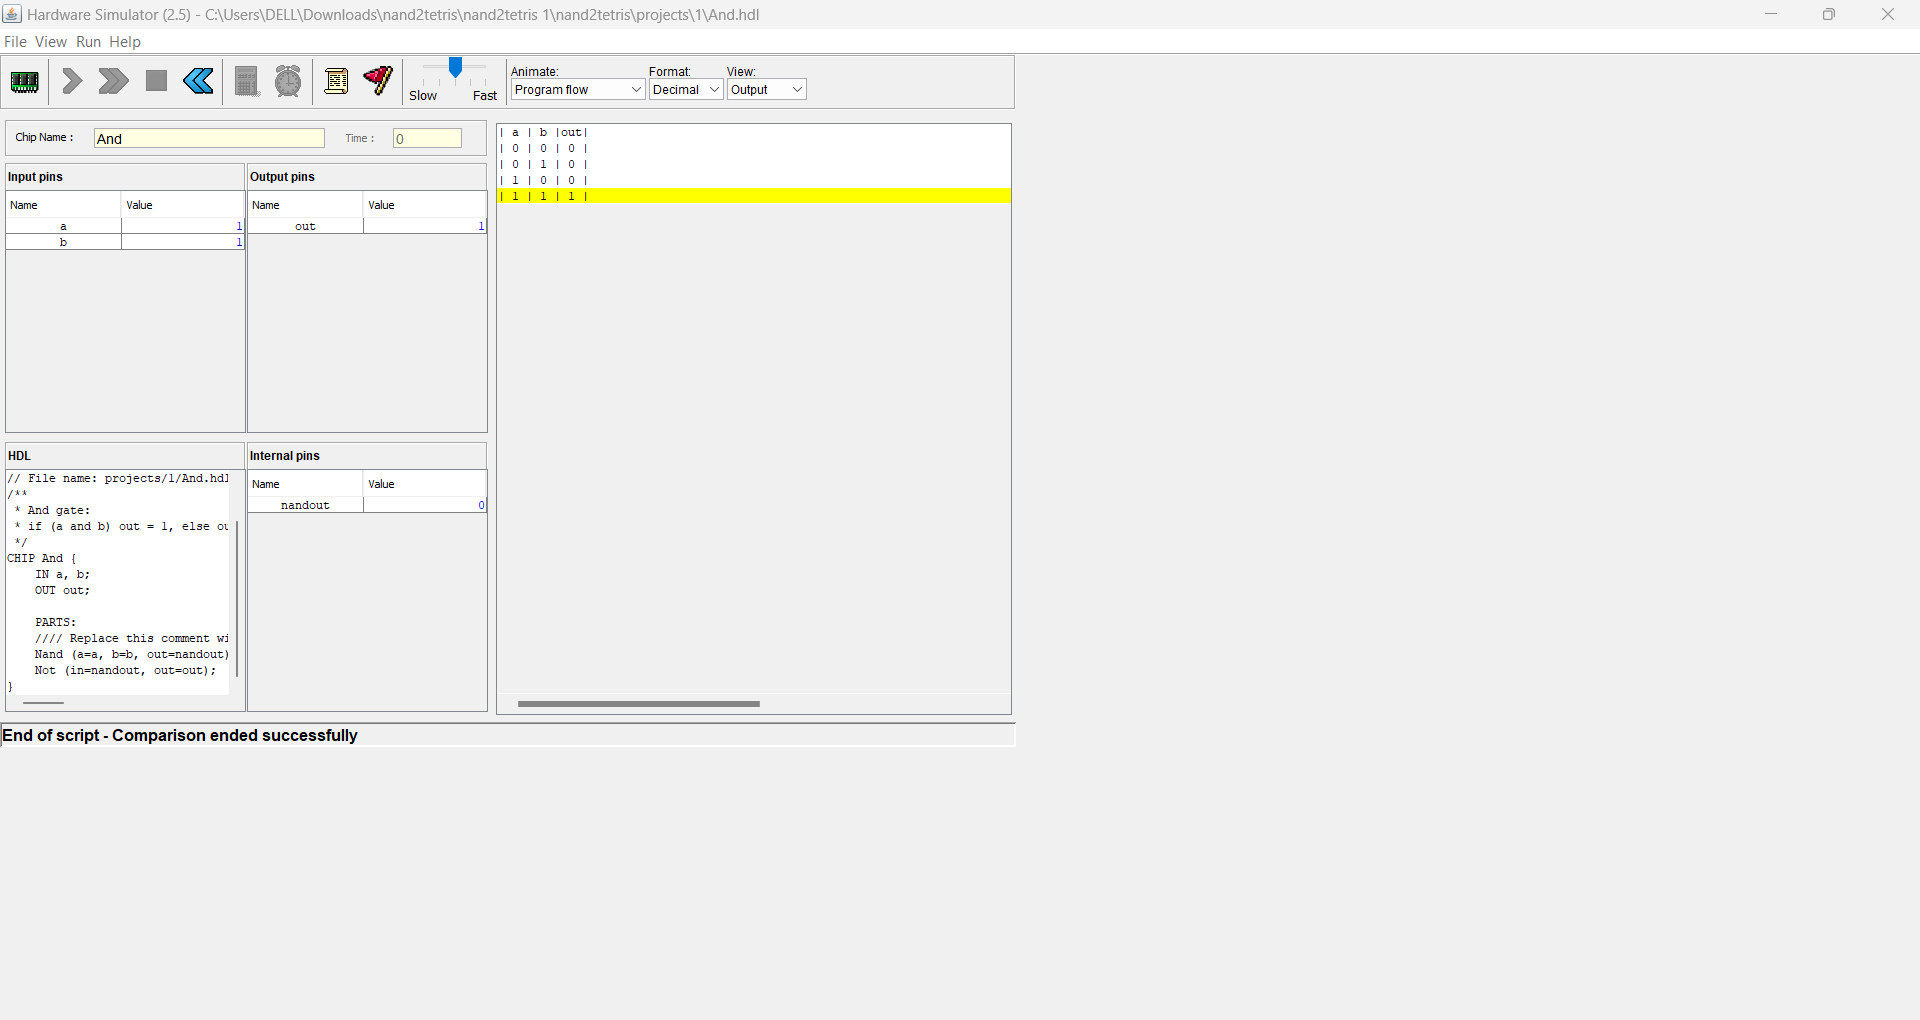 Hardware Simulator (2.5) - C:\Users\DELL\Downloads\nand2tetris\nand2tetris 1\nand2tetris\projects\1\And.hdl
File View Run Help
Slow Fast
Animate: Format: View:
Program flow Decimal Output
Chip Name : And Time : 0
Input pins
Name Value
a 1
b 1
Output pins
Name Value
out 1
HDL
// File name: projects/1/And.hdl
/**
* And gate:
* if (a and b) out = 1, else ou
*/
CHIP And {
IN a, b;
OUT out;
PARTS:
//// Replace this comment wi
Nand (a=a, b=b, out=nandout)
Not (in=nandout, out=out);
}
Internal pins
Name Value
nandout 0
| a | b |out|
| 0 | 0 | 0 |
| 0 | 1 | 0 |
| 1 | 0 | 0 |
| 1 | 1 | 1 |
End of script - Comparison ended successfully